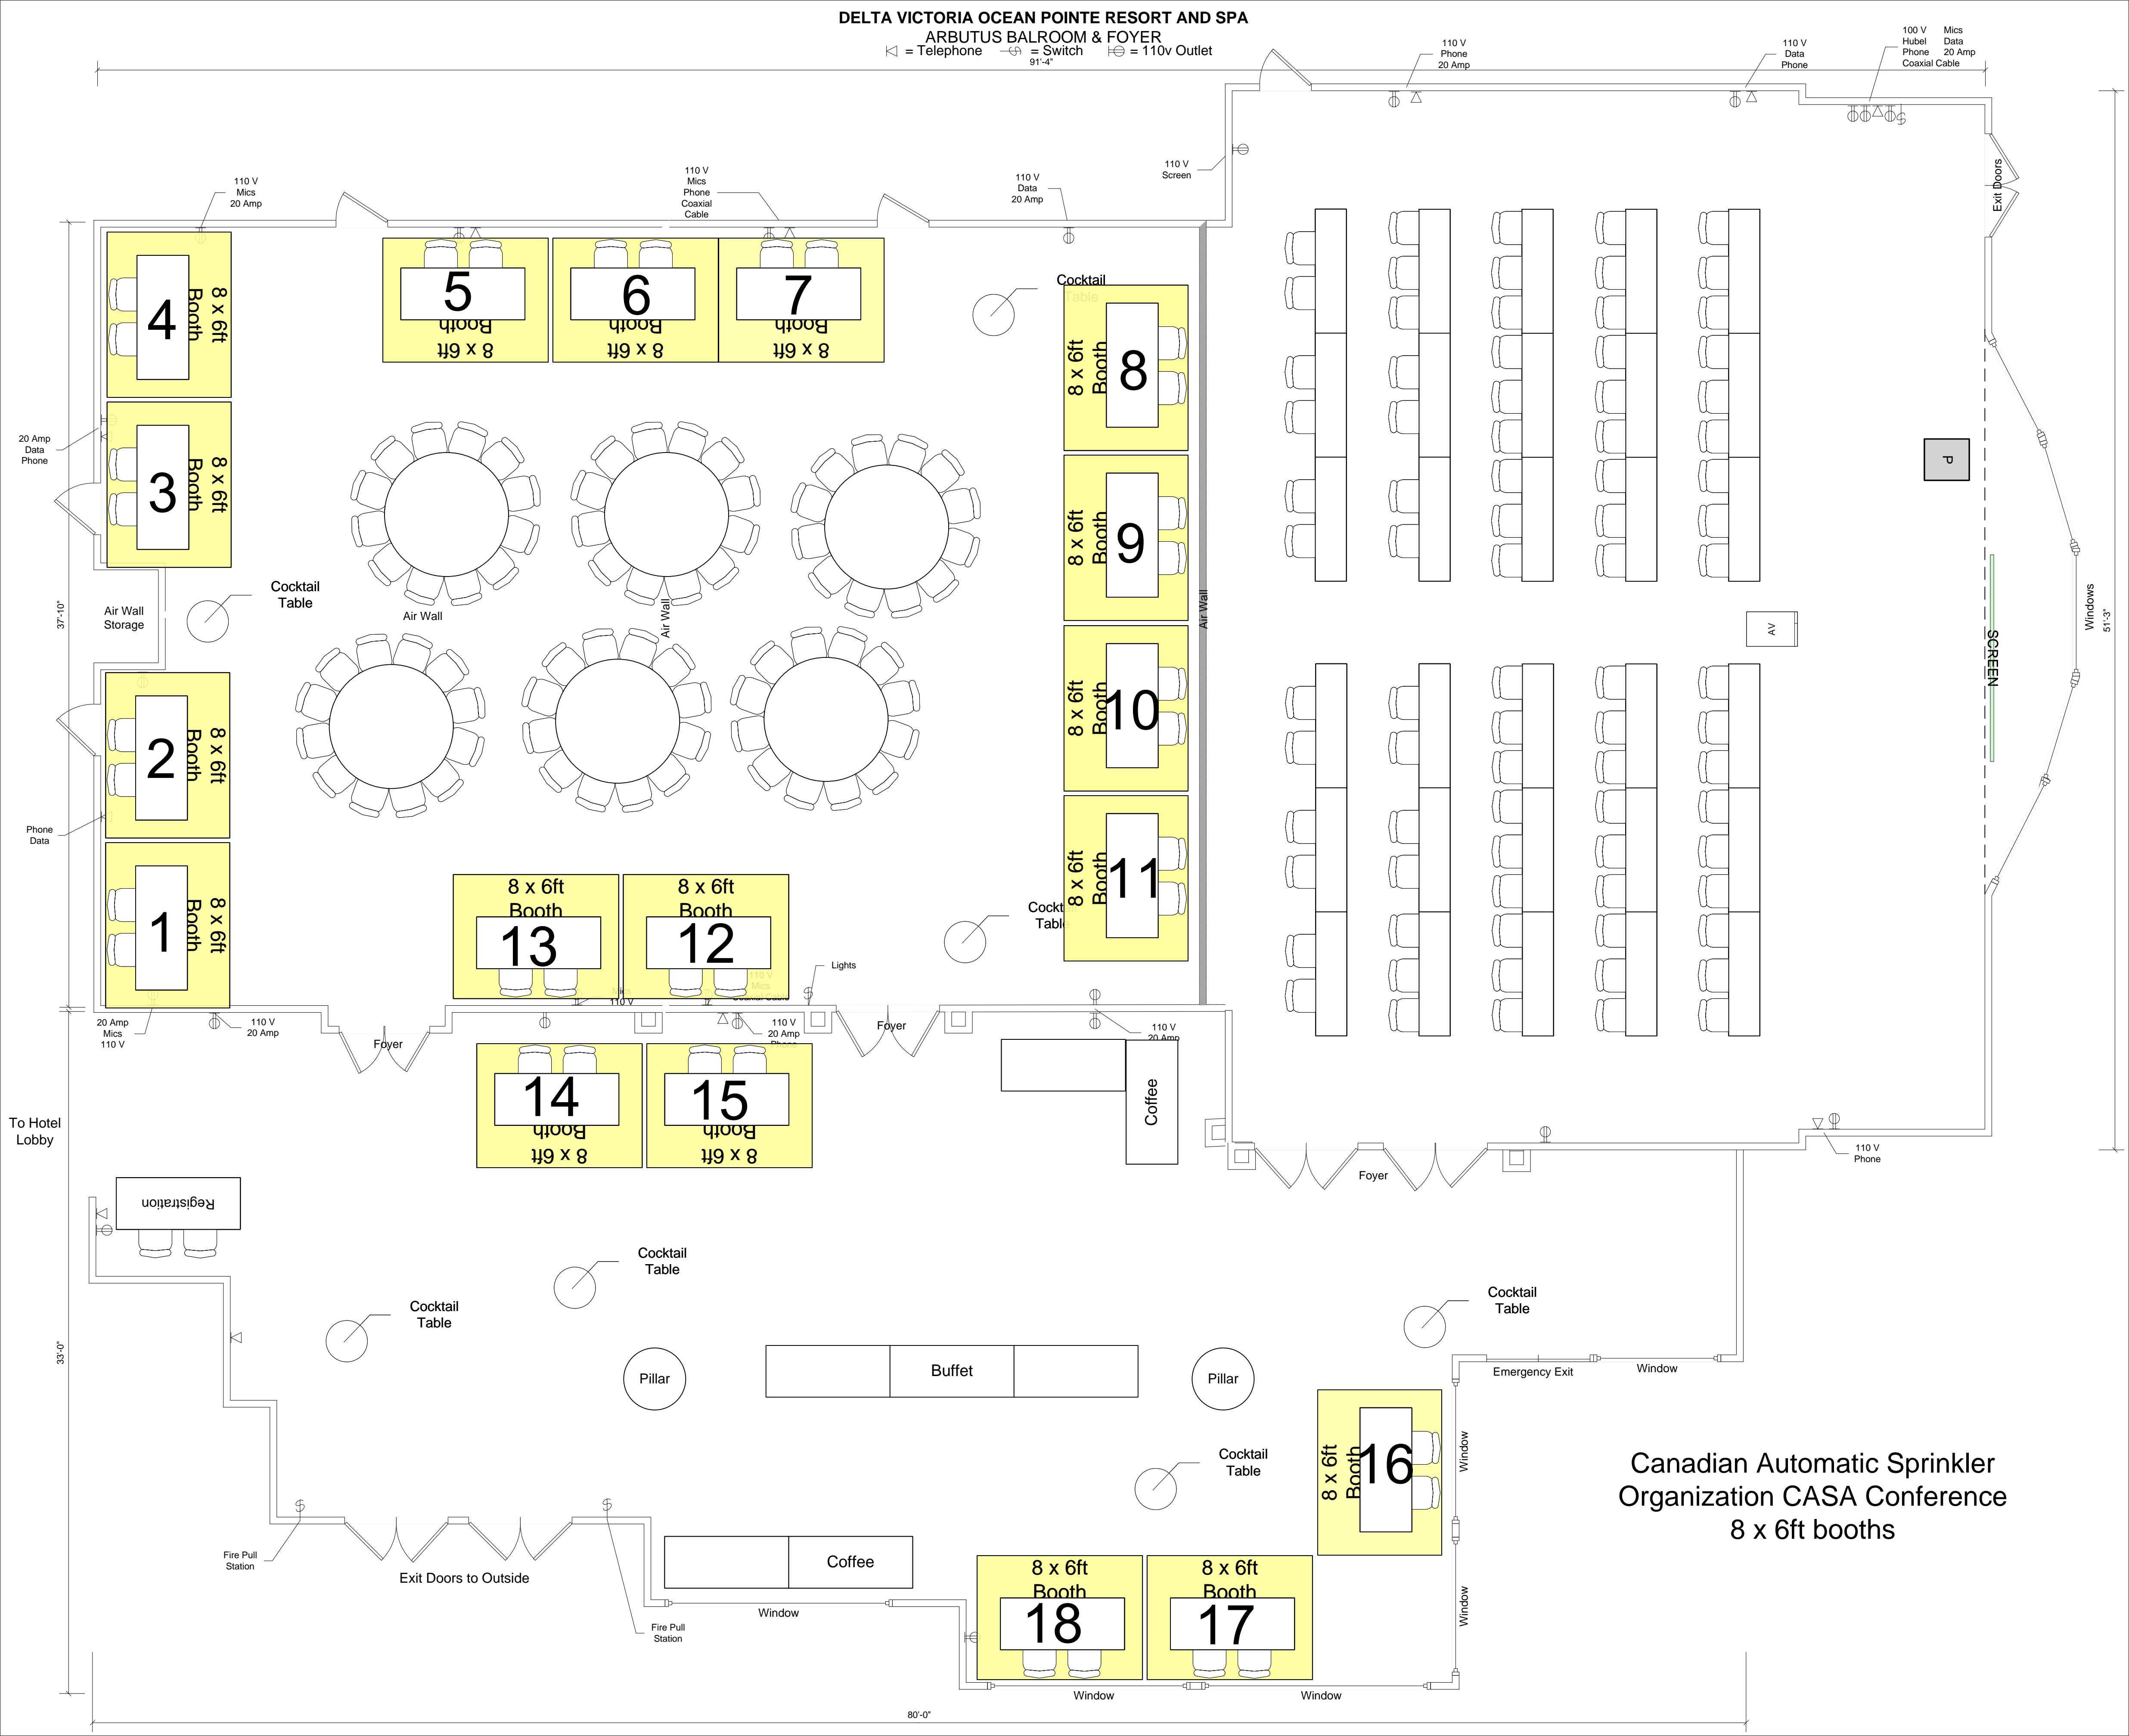 DELTA VICTORIA OCEAN POINTE RESORT AND SPA
ARBUTUS BALROOM & FOYER
= Telephone = Switch = 110v Outlet
91'-4"
110 V
Phone
20 Amp
110 V
Data
Phone
100 V Mics
Hubel Data
Phone 20 Amp
Coaxial Cable
110 V
Mics
20 Amp
110 V
Mics
Phone
Coaxial
Cable
110 V
Data
20 Amp
110 V
Screen
Exit Doors
4
8 x 6ft
Booth
5
8 x 6ft
Booth
6
8 x 6ft
Booth
7
8 x 6ft
Booth
Cocktail
Table
8
8 x 6ft
Booth
20 Amp
Data
Phone
3
8 x 6ft
Booth
9
8 x 6ft
Booth
P
37'-10"
Air Wall
Storage
Cocktail
Table
Air Wall
Air Wall
Air Wall
AV
SCREEN
Windows
51'-3"
2
8 x 6ft
Booth
10
8 x 6ft
Booth
Phone
Data
1
8 x 6ft
Booth
8 x 6ft
Booth
13
8 x 6ft
Booth
12
Cocktail
Table
11
8 x 6ft
Booth
Mics
110 V
110 V
Mics
Coaxial Cable
Lights
20 Amp
Mics
110 V
110 V
20 Amp
Foyer
110 V
20 Amp
Phone
Foyer
110 V
20 Amp
14
8 x 6ft
Booth
15
8 x 6ft
Booth
Coffee
To Hotel
Lobby
110 V
Phone
Foyer
Registration
Cocktail
Table
Cocktail
Table
Cocktail
Table
33'-0"
Pillar
Buffet
Pillar
Emergency Exit
Window
Cocktail
Table
16
8 x 6ft
Booth
Window
Canadian Automatic Sprinkler
Organization CASA Conference
8 x 6ft booths
Fire Pull
Station
Exit Doors to Outside
Coffee
Window
Fire Pull
Station
8 x 6ft
Booth
18
8 x 6ft
Booth
17
Window
Window
Window
80'-0"